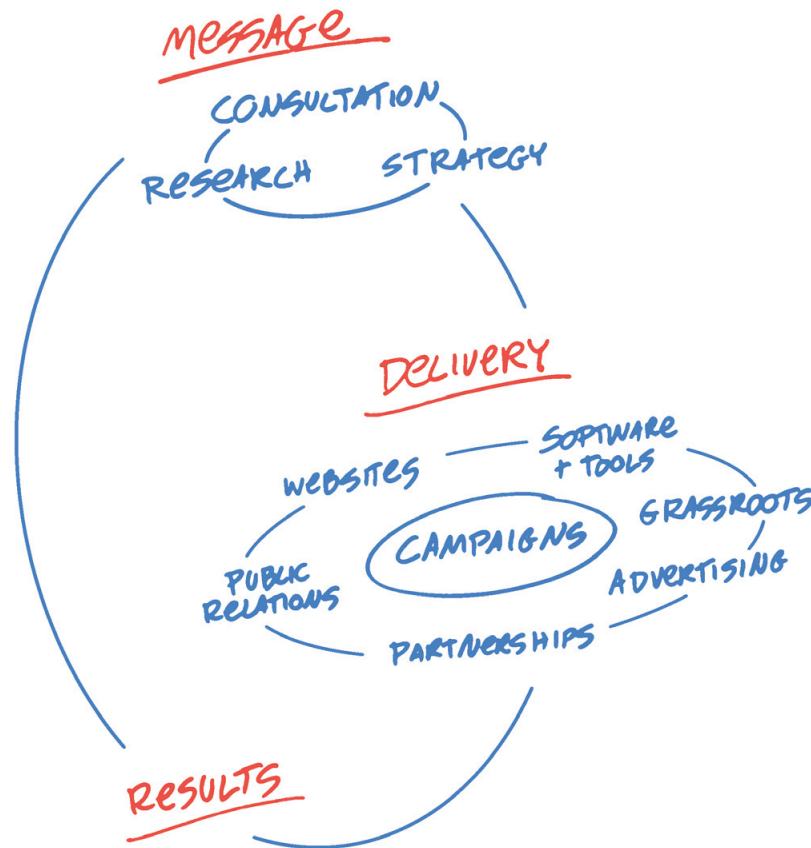 MESSAGE
CONSULTATION
RESEARCH
STRATEGY
DELIVERY
WEBSITES
SOFTWARE
+ TOOLS
GRASSROOTS
CAMPAIGNS
ADVERTISING
PUBLIC
RELATIONS
PARTNERSHIPS
RESULTS